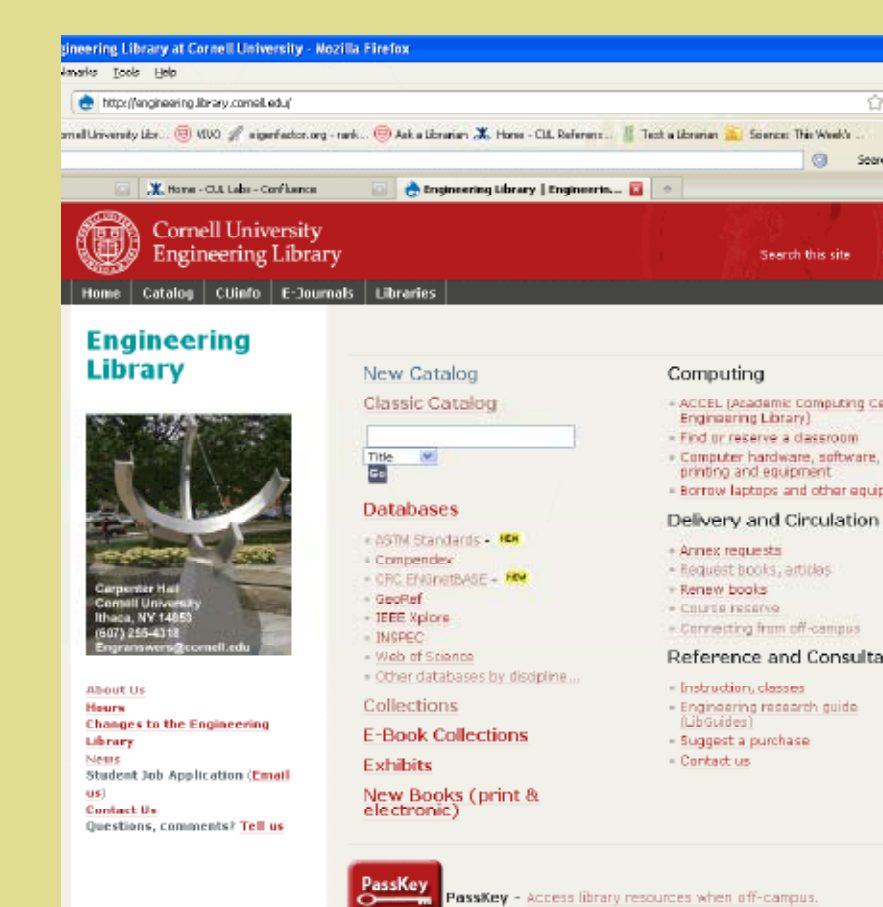 gineering Library at Cornell University - Mozilla Firefox
kmarks Tools Help
http://engineering.library.cornell.edu/
ornell University Libr... VIVO eigenfactor.org - rank... Ask a Librarian Home - CUL Referenc... Text a Librarian Science: This Week's ...
Sear
Home - CUL Labs - Confluence Engineering Library | Engineerin...
Cornell University
Engineering Library
Search this site
Home Catalog CUinfo E-Journals Libraries
Engineering
Library
Carpenter Hall
Cornell University
Ithaca, NY 14853
(607) 255-4318
Engranswers@cornell.edu
About Us
Hours
Changes to the Engineering
Library
News
Student Job Application (Email
us)
Contact Us
Questions, comments? Tell us
New Catalog
Classic Catalog
Title
Go
Databases
ASTM Standards - NEW
Compendex
CRC ENGnetBASE - NEW
GeoRef
IEEE Xplore
INSPEC
Web of Science
Other databases by discipline...
Collections
E-Book Collections
Exhibits
New Books (print &
electronic)
Computing
ACCEL (Academic Computing Ce
Engineering Library)
Find or reserve a classroom
Computer hardware, software,
printing and equipment
Borrow laptops and other equip
Delivery and Circulation
Annex requests
Request books, articles
Renew books
Course reserve
Connecting from off-campus
Reference and Consulta
Instruction, classes
Engineering research guide
(LibGuides)
Suggest a purchase
Contact us
PassKey
PassKey - Access library resources when off-campus.